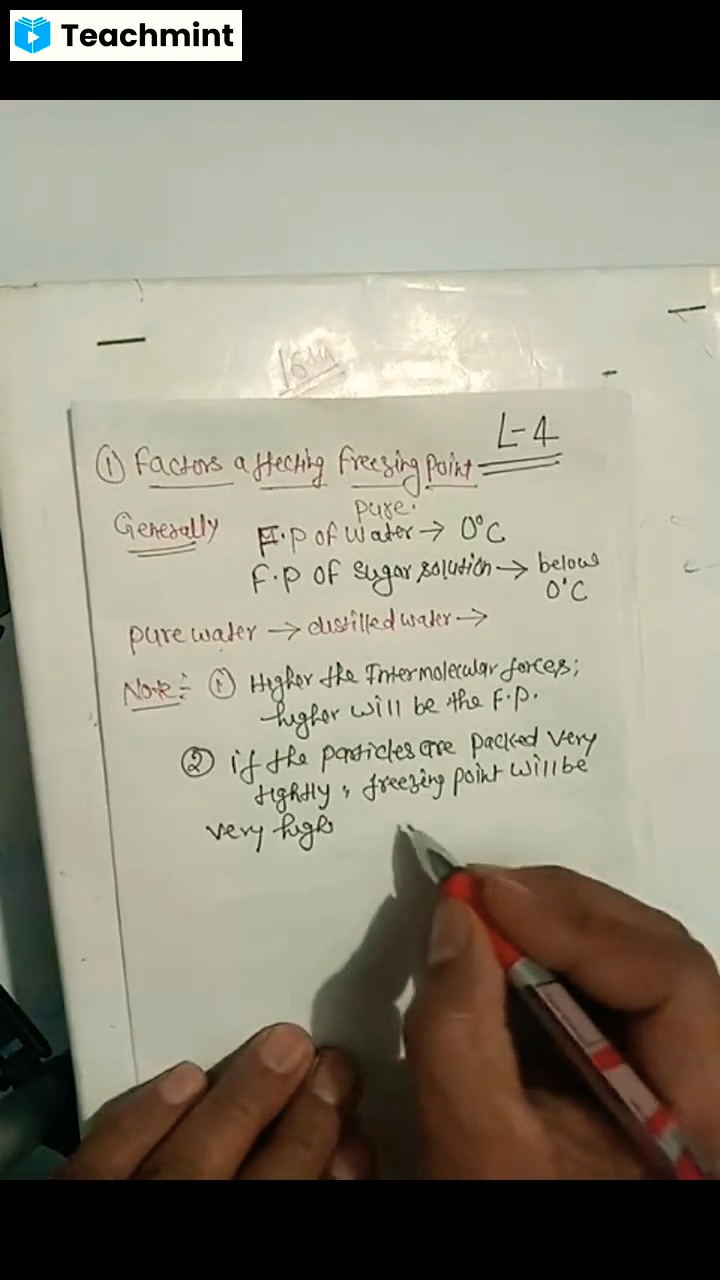 Teachmint
16th
L-4
① Factors affecting freezing point
pure.
Generally F.p of water → 0°C
F.p of sugar solution → below
0°C
pure water → distilled water →
Note:- ① Higher the Intermolecular forces;
higher will be the F.p.
② if the particles are packed very
tightly, freezing point will be
very high